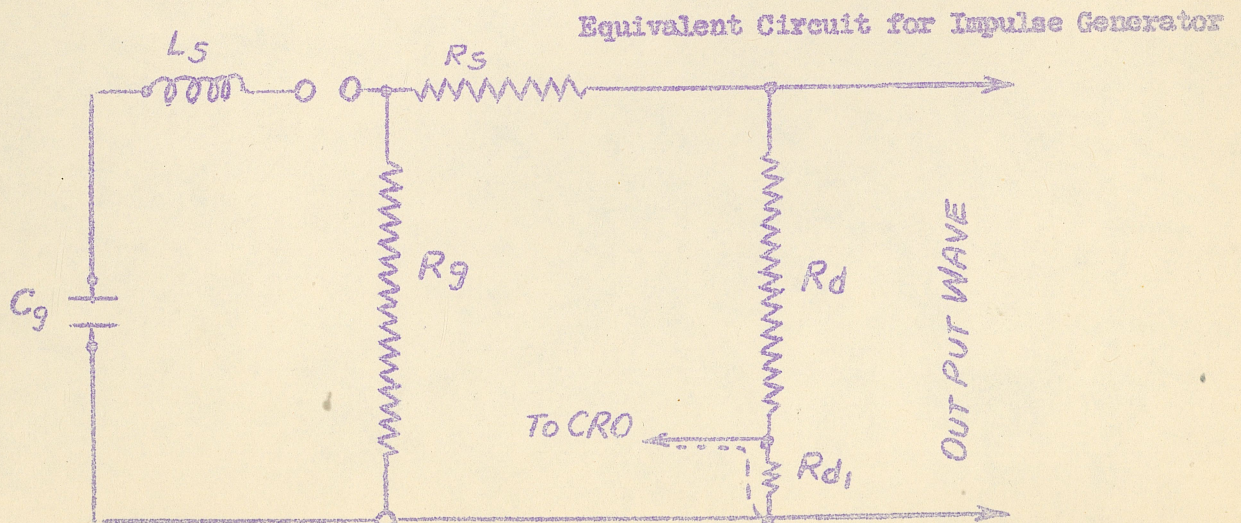 Equivalent Circuit for Impulse Generator
LS
RS
Cg
Rg
Rd
OUT PUT WAVE
To CRO
Rd1